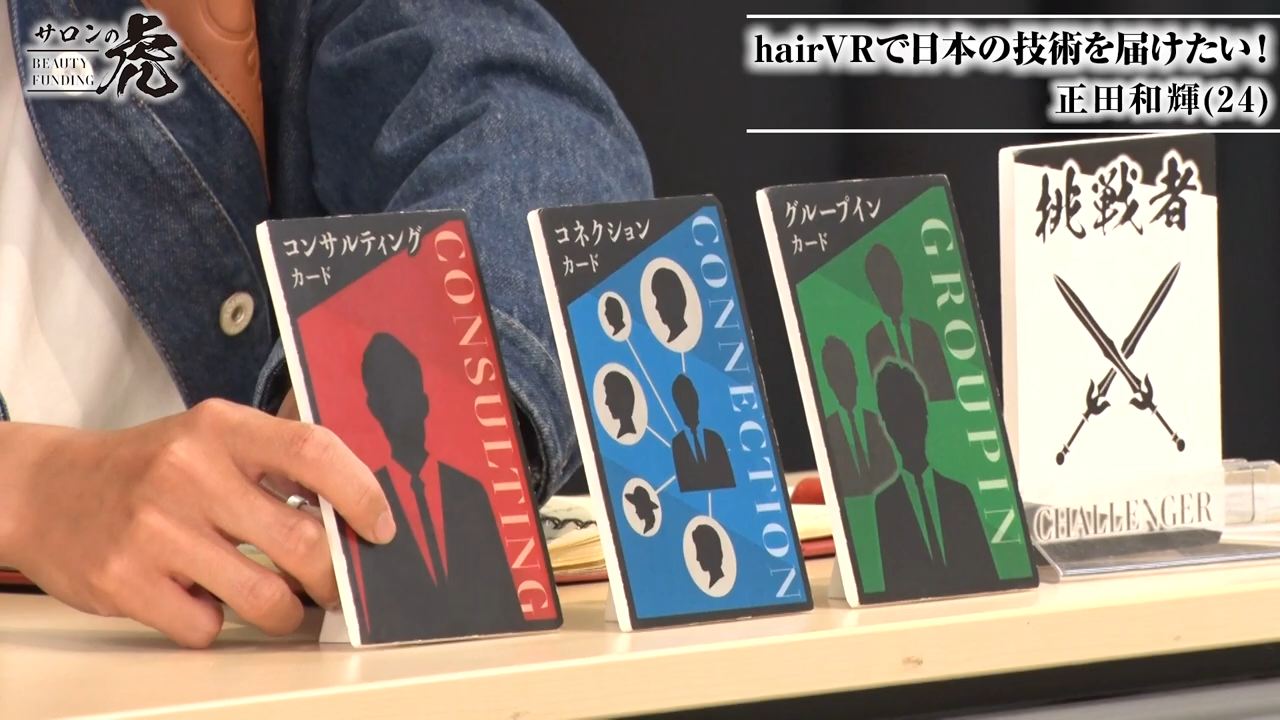 サロンの虎
BEAUTY
FUNDING
hairVRで日本の技術を届けたい!
正田和輝(24)
コンサルティング
カード
CONSULTING
コネクション
カード
CONNECTION
グループイン
カード
GROUPIN
挑戦者
CHALLENGER